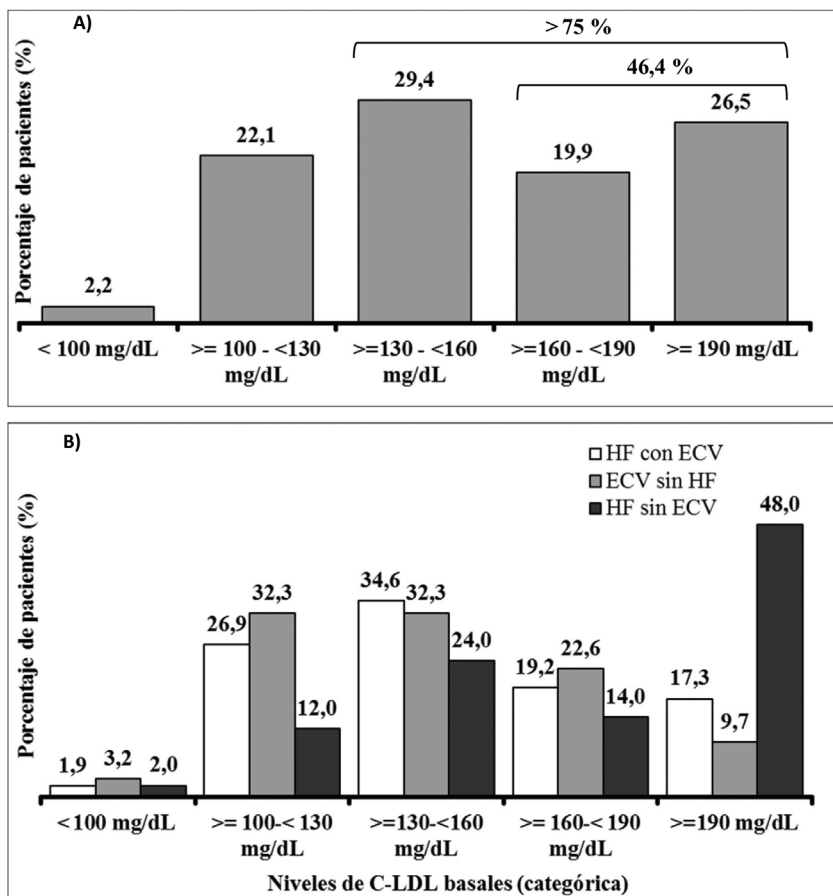 A)
> 75 %
46,4 %
Porcentaje de pacientes (%)
2,2
22,1
29,4
19,9
26,5
< 100 mg/dL
>= 100 - <130
mg/dL
>=130 - <160
mg/dL
>=160 - <190
mg/dL
>= 190 mg/dL
B)
HF con ECV
ECV sin HF
HF sin ECV
Porcentaje de pacientes (%)
1,9
3,2
2,0
26,9
32,3
12,0
34,6
32,3
24,0
19,2
22,6
14,0
17,3
9,7
48,0
<100 mg/dL
>= 100-< 130
mg/dL
>=130-<160
mg/dL
>= 160-< 190
mg/dL
>=190 mg/dL
Niveles de C-LDL basales (categórica)